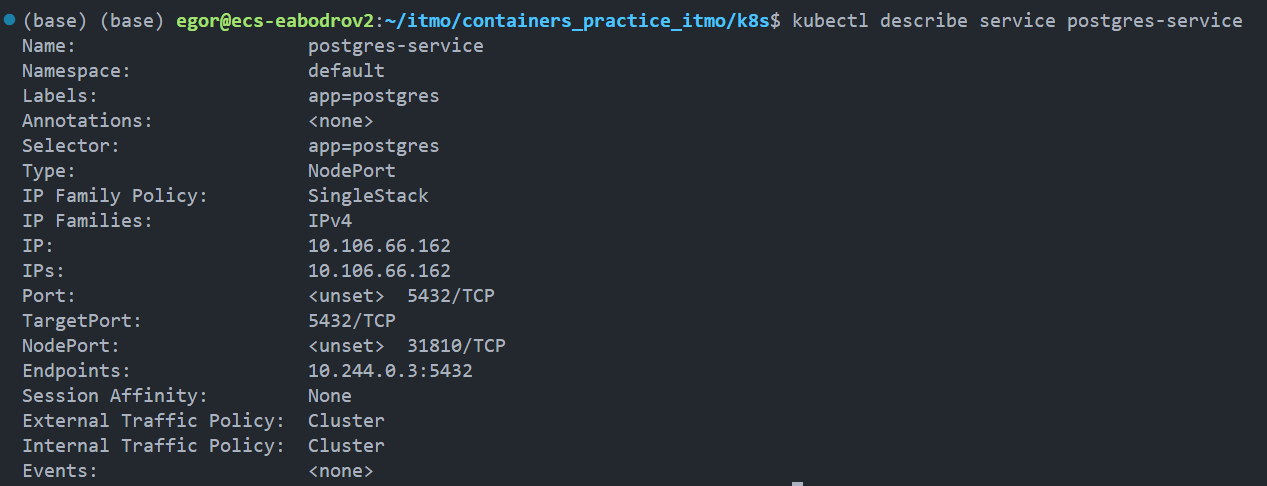 (base) (base) egor@ecs-eabodrov2:~/itmo/containers_practice_itmo/k8s$ kubectl describe service postgres-service
Name:                     postgres-service
Namespace:                default
Labels:                   app=postgres
Annotations:              <none>
Selector:                 app=postgres
Type:                     NodePort
IP Family Policy:         SingleStack
IP Families:              IPv4
IP:                       10.106.66.162
IPs:                      10.106.66.162
Port:                     <unset>  5432/TCP
TargetPort:               5432/TCP
NodePort:                 <unset>  31810/TCP
Endpoints:                10.244.0.3:5432
Session Affinity:         None
External Traffic Policy:  Cluster
Internal Traffic Policy:  Cluster
Events:                   <none>